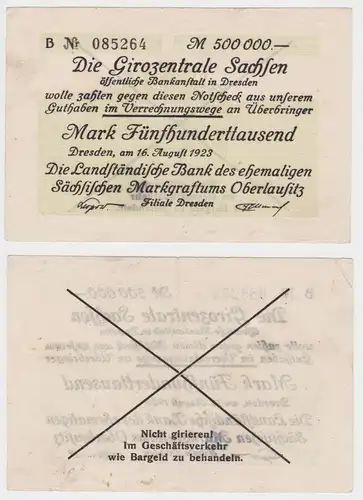 B № 085264 M 500 000.—
Die Girozentrale Sachsen
öffentliche Bankanstalt in Dresden
wolle zahlen gegen diesen Notscheck aus unserem
Guthaben im Verrechnungswege an Überbringer
Mark Fünfhunderttausend
Dresden, am 16. August 1923
Die Landständische Bank des ehemaligen
Sächsischen Markgraftums Oberlausitz
Filiale Dresden
Nicht girieren!
Im Geschäftsverkehr
wie Bargeld zu behandeln.